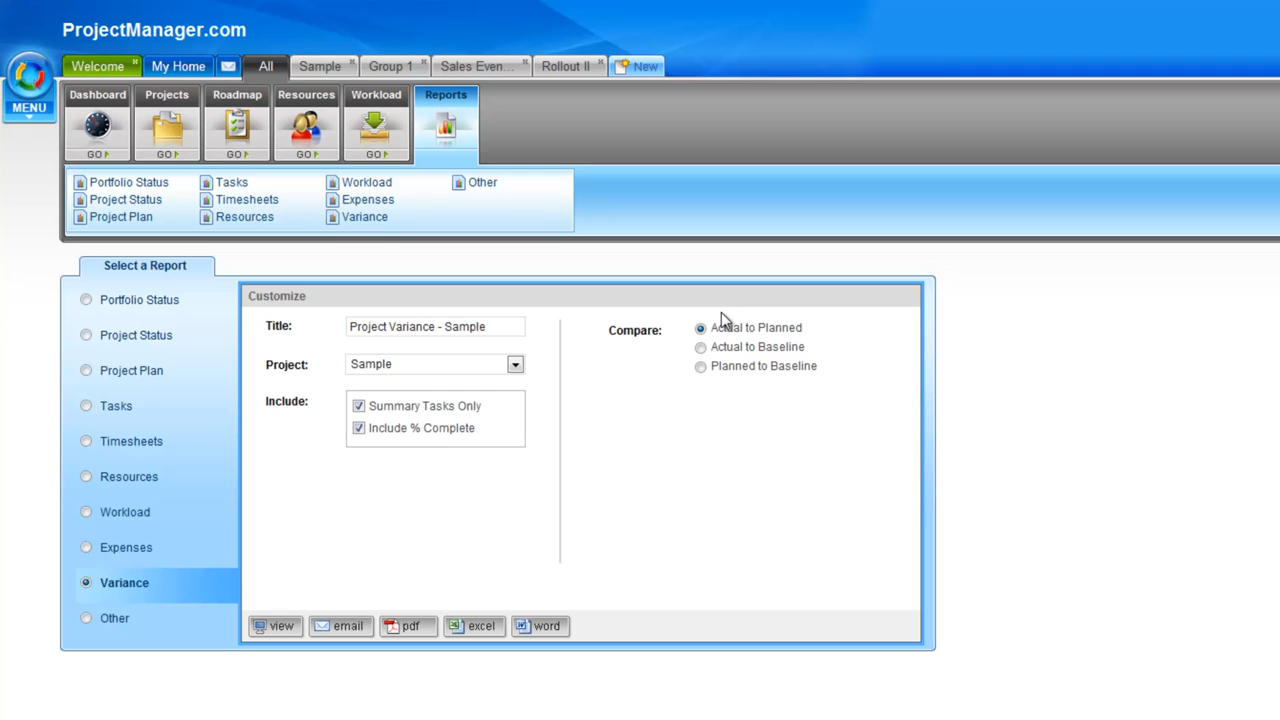 ProjectManager.com
MENU
Welcome My Home All Sample Group 1 Sales Even... Rollout II New
Dashboard Projects Roadmap Resources Workload Reports
GO GO GO GO GO
Portfolio Status Tasks Workload Other
Project Status Timesheets Expenses
Project Plan Resources Variance
Select a Report
Portfolio Status
Project Status
Project Plan
Tasks
Timesheets
Resources
Workload
Expenses
Variance
Other
Customize
Title: Project Variance - Sample
Project: Sample
Include: Summary Tasks Only
Include % Complete
Compare: Actual to Planned
Actual to Baseline
Planned to Baseline
view email pdf excel word